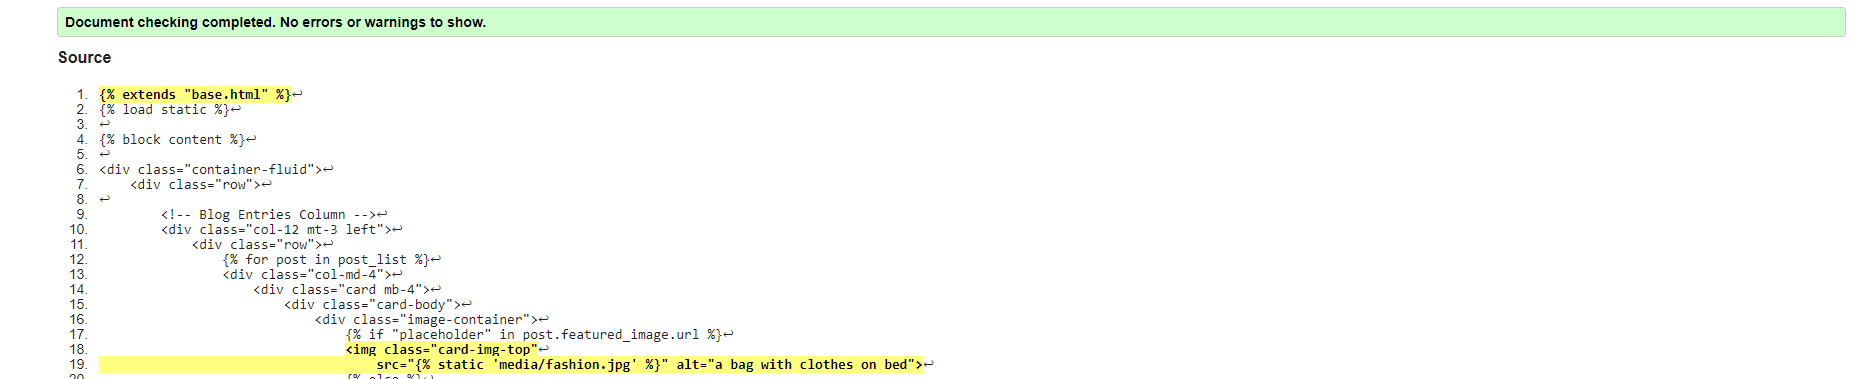 Document checking completed. No errors or warnings to show.
Source
1. {% extends "base.html" %}↩
2. {% load static %}↩
3. ↩
4. {% block content %}↩
5. ↩
6. <div class="container-fluid">↩
7. <div class="row">↩
8. ↩
9. <!-- Blog Entries Column -->↩
10. <div class="col-12 mt-3 left">↩
11. <div class="row">↩
12. {% for post in post_list %}↩
13. <div class="col-md-4">↩
14. <div class="card mb-4">↩
15. <div class="card-body">↩
16. <div class="image-container">↩
17. {% if "placeholder" in post.featured_image.url %}↩
18. <img class="card-img-top"↩
19. src="{% static 'media/fashion.jpg' %}" alt="a bag with clothes on bed">↩
20. {% else %}↩